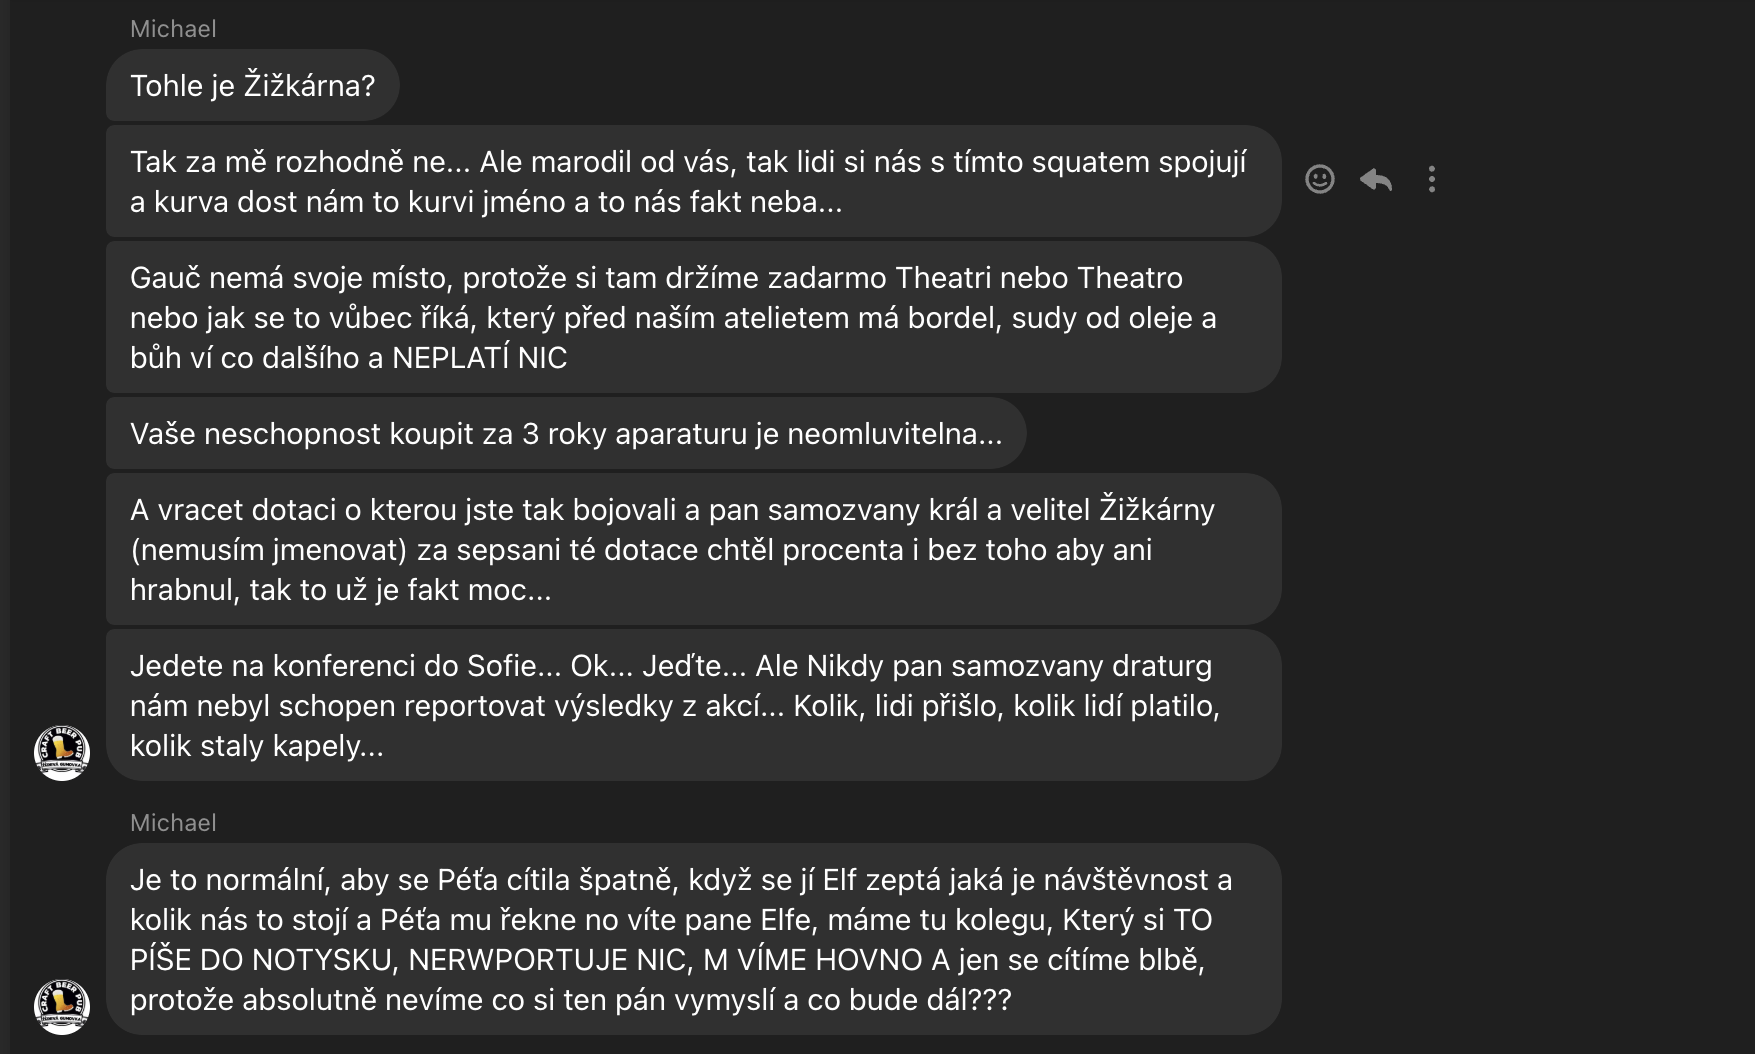 Michael
Tohle je Žižkárna?
Tak za mě rozhodně ne... Ale marodil od vás, tak lidi si nás s tímto squatem spojují
a kurva dost nám to kurvi jméno a to nás fakt neba...
Gauč nemá svoje místo, protože si tam držíme zadarmo Theatri nebo Theatro
nebo jak se to vůbec říká, který před naším atelietem má bordel, sudy od oleje a
bůh ví co dalšího a NEPLATÍ NIC
Vaše neschopnost koupit za 3 roky aparaturu je neomluvitelna...
A vracet dotaci o kterou jste tak bojovali a pan samozvany král a velitel Žižkárny
(nemusím jmenovat) za sepsani té dotace chtěl procenta i bez toho aby ani
hrabnul, tak to už je fakt moc...
Jedete na konferenci do Sofie... Ok... Jeďte... Ale Nikdy pan samozvany draturg
nám nebyl schopen reportovat výsledky z akcí... Kolik, lidi přišlo, kolik lidí platilo,
kolik staly kapely...
CRAFT BEER PUB
Michael
Je to normální, aby se Péťa cítila špatně, když se jí Elf zeptá jaká je návštěvnost a
kolik nás to stojí a Péťa mu řekne no víte pane Elfe, máme tu kolegu, Který si TO
PÍŠE DO NOTYSKU, NERWPORTUJE NIC, M VÍME HOVNO A jen se cítíme blbě,
protože absolutně nevíme co si ten pán vymyslí a co bude dál???
CRAFT BEER PUB